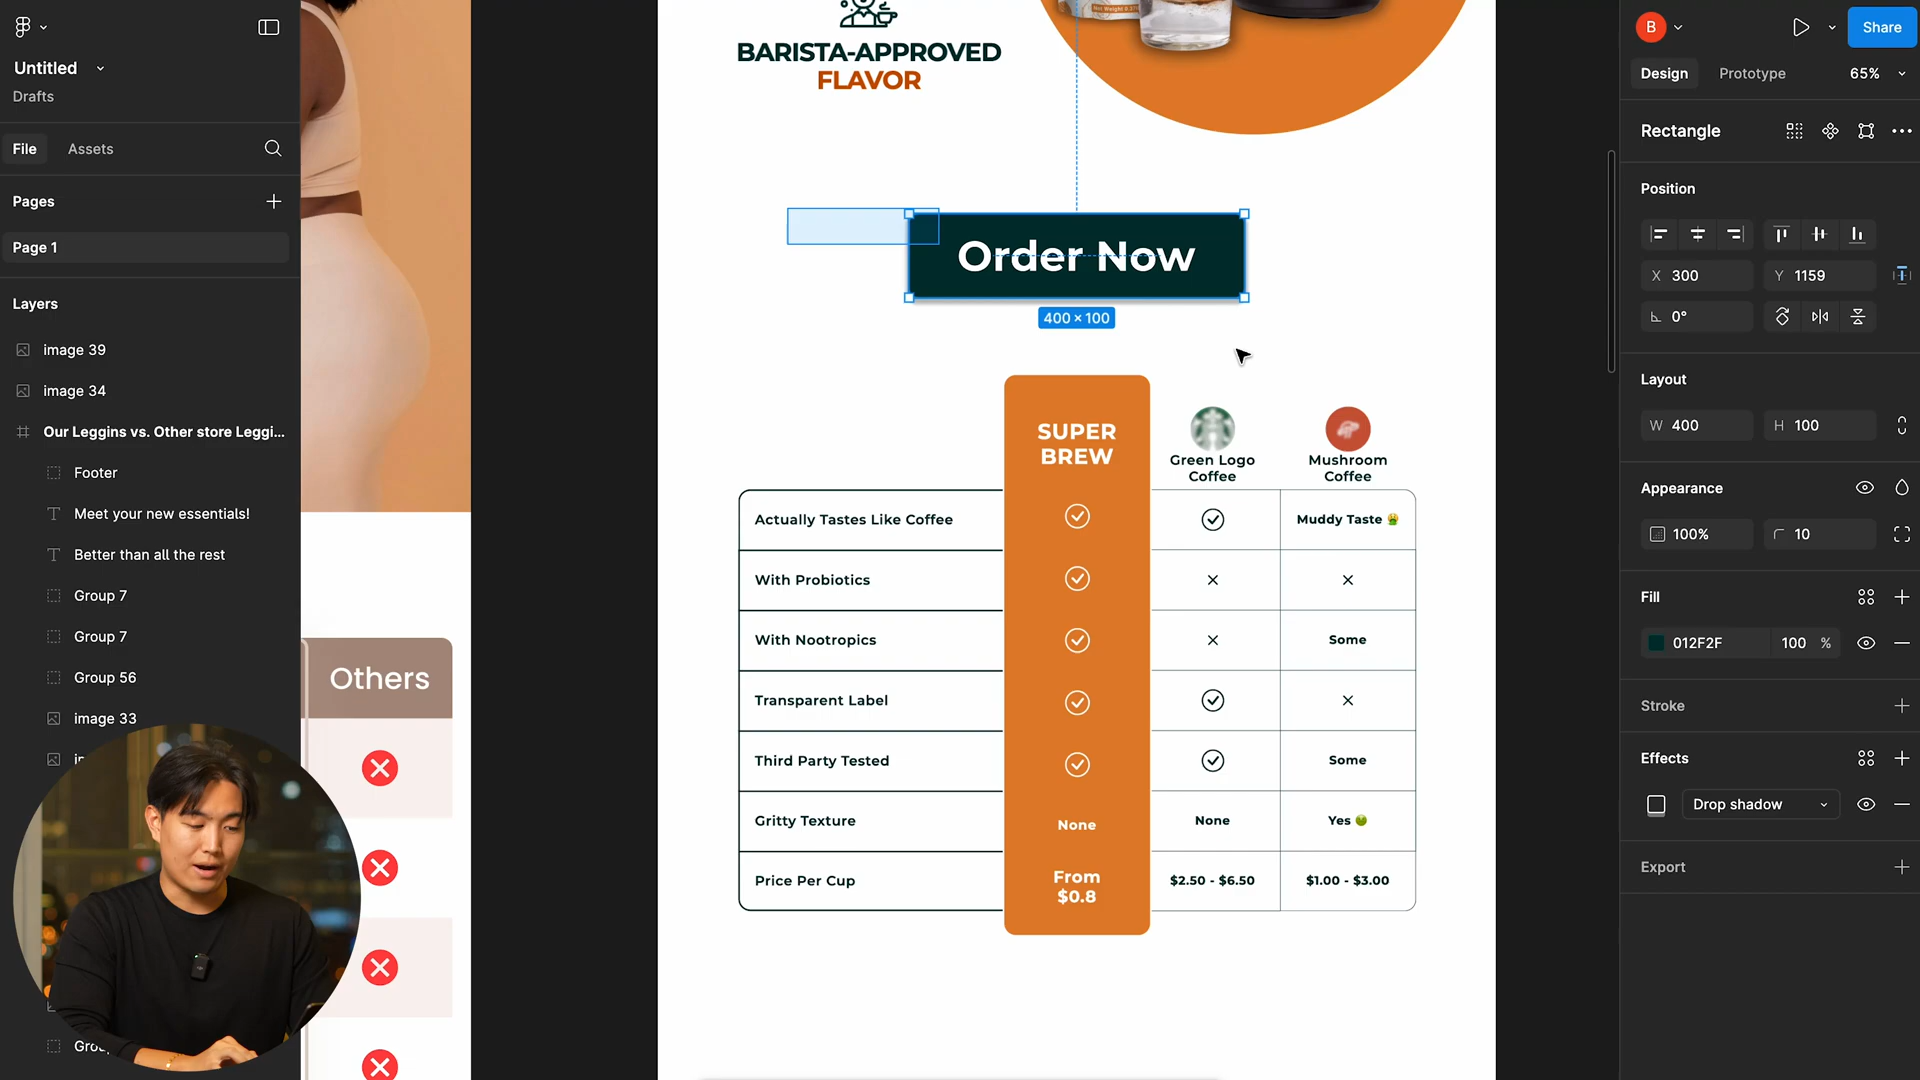 Untitled
Drafts
File
Assets
Pages
Page 1
Layers
image 39
image 34
Our Leggins vs. Other store Leggi...
Footer
Meet your new essentials!
Better than all the rest
Group 7
Group 7
Group 56
image 33
Others
BARISTA-APPROVED
FLAVOR
Order Now
400 × 100
SUPER
BREW
Green Logo
Coffee
Mushroom
Coffee
Actually Tastes Like Coffee
Muddy Taste 🤮
With Probiotics
With Nootropics
Some
Transparent Label
Third Party Tested
Some
Gritty Texture
None
None
Yes 🤢
Price Per Cup
From
$0.8
$2.50 - $6.50
$1.00 - $3.00
B
Share
Design
Prototype
65%
Rectangle
Position
X 300
Y 1159
0°
Layout
W 400
H 100
Appearance
100%
10
Fill
012F2F
100 %
Stroke
Effects
Drop shadow
Export